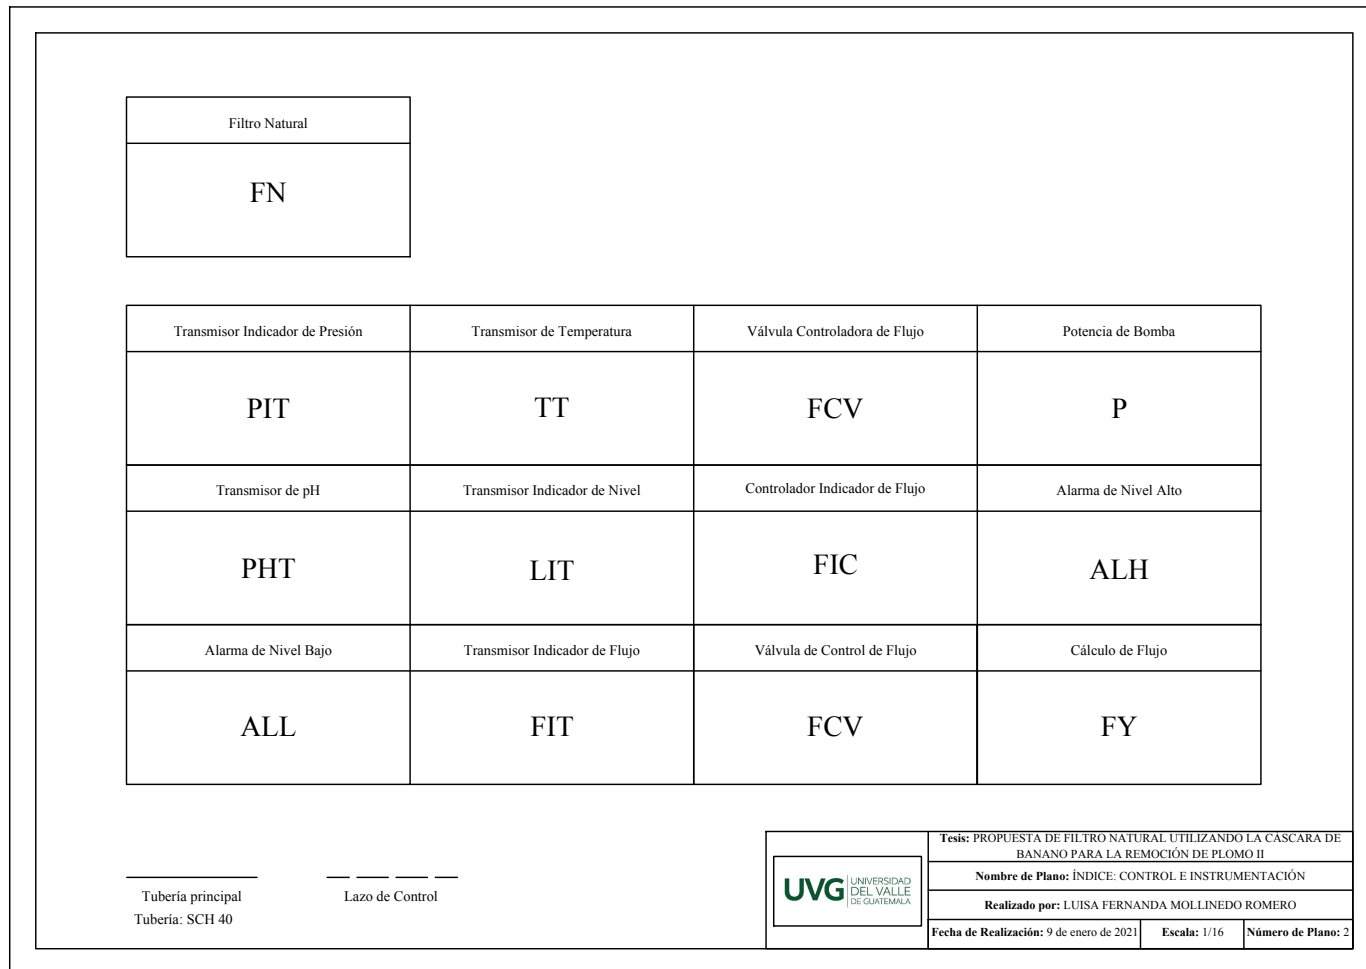 Filtro Natural
FN
Transmisor Indicador de Presión
Transmisor de Temperatura
Válvula Controladora de Flujo
Potencia de Bomba
PIT
TT
FCV
P
Transmisor de pH
Transmisor Indicador de Nivel
Controlador Indicador de Flujo
Alarma de Nivel Alto
PHT
LIT
FIC
ALH
Alarma de Nivel Bajo
Transmisor Indicador de Flujo
Válvula de Control de Flujo
Cálculo de Flujo
ALL
FIT
FCV
FY
Tubería principal
Tubería: SCH 40
Lazo de Control
UVG
UNIVERSIDAD
DEL VALLE
DE GUATEMALA
Tesis: PROPUESTA DE FILTRO NATURAL UTILIZANDO LA CÁSCARA DE
BANANO PARA LA REMOCIÓN DE PLOMO II
Nombre de Plano: ÍNDICE: CONTROL E INSTRUMENTACIÓN
Realizado por: LUISA FERNANDA MOLLINEDO ROMERO
Fecha de Realización: 9 de enero de 2021
Escala: 1/16
Número de Plano: 2